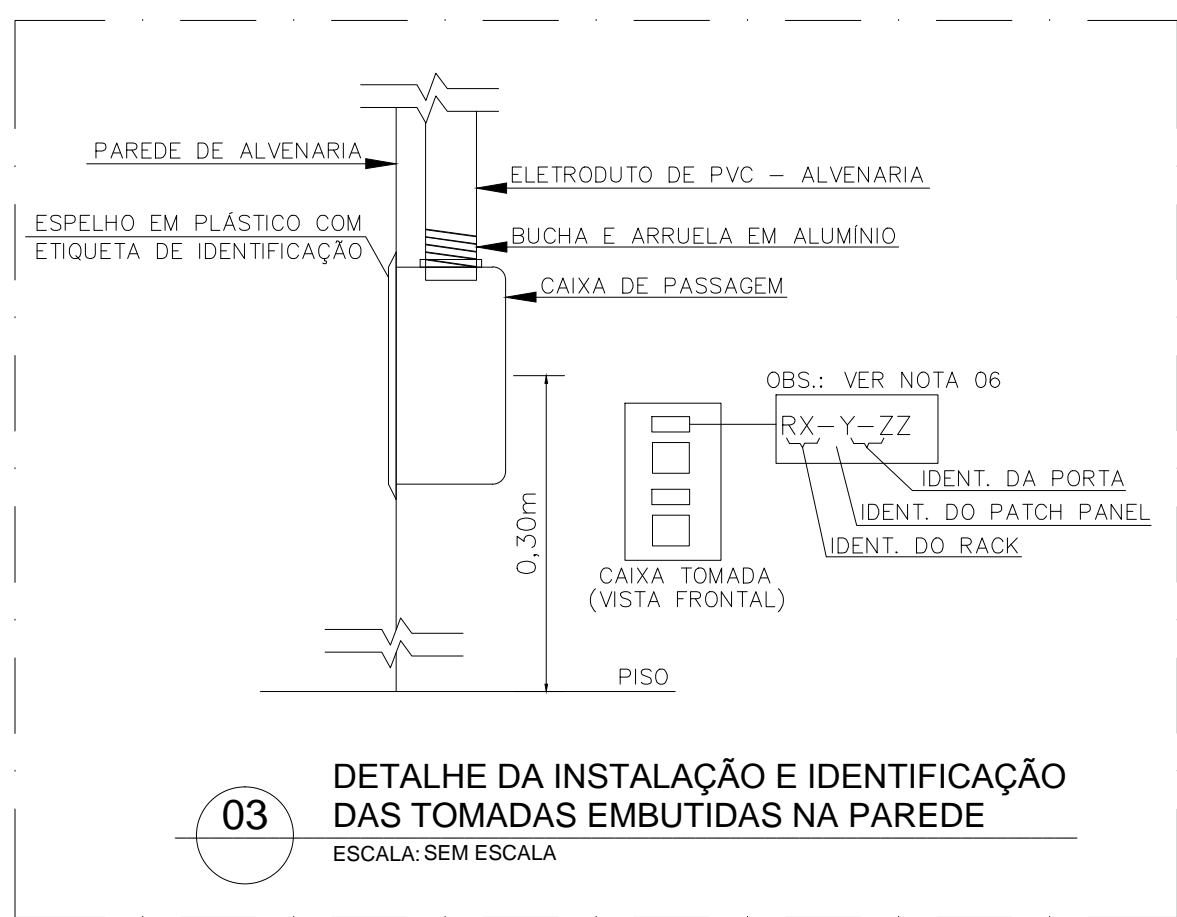 PAREDE DE ALVENARIA
ELETRODUTO DE PVC – ALVENARIA
ESPELHO EM PLÁSTICO COM
ETIQUETA DE IDENTIFICAÇÃO
BUCHA E ARRUELA EM ALUMÍNIO
CAIXA DE PASSAGEM
OBS.: VER NOTA 06
RX-Y-ZZ
IDENT. DA PORTA
IDENT. DO PATCH PANEL
IDENT. DO RACK
0,30m
CAIXA TOMADA
(VISTA FRONTAL)
PISO
03
DETALHE DA INSTALAÇÃO E IDENTIFICAÇÃO
DAS TOMADAS EMBUTIDAS NA PAREDE
ESCALA: SEM ESCALA